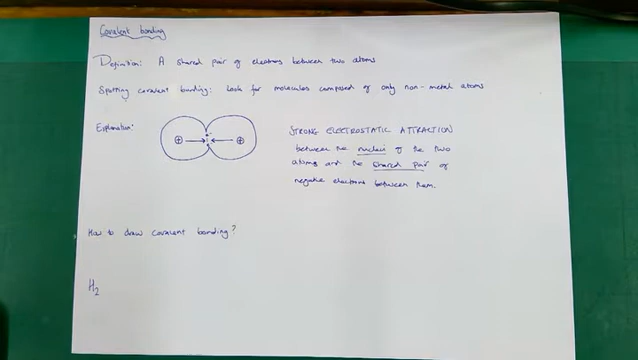 Covalent bonding
Definition: A shared pair of electrons between two atoms
Spotting covalent bonding: Look for molecules composed of only non-metal atoms
Explanation:
+ +
STRONG ELECTROSTATIC ATTRACTION
between the nuclei of the two
atoms and the shared pair of
negative electrons between them.
How to draw covalent bonding?
H₂